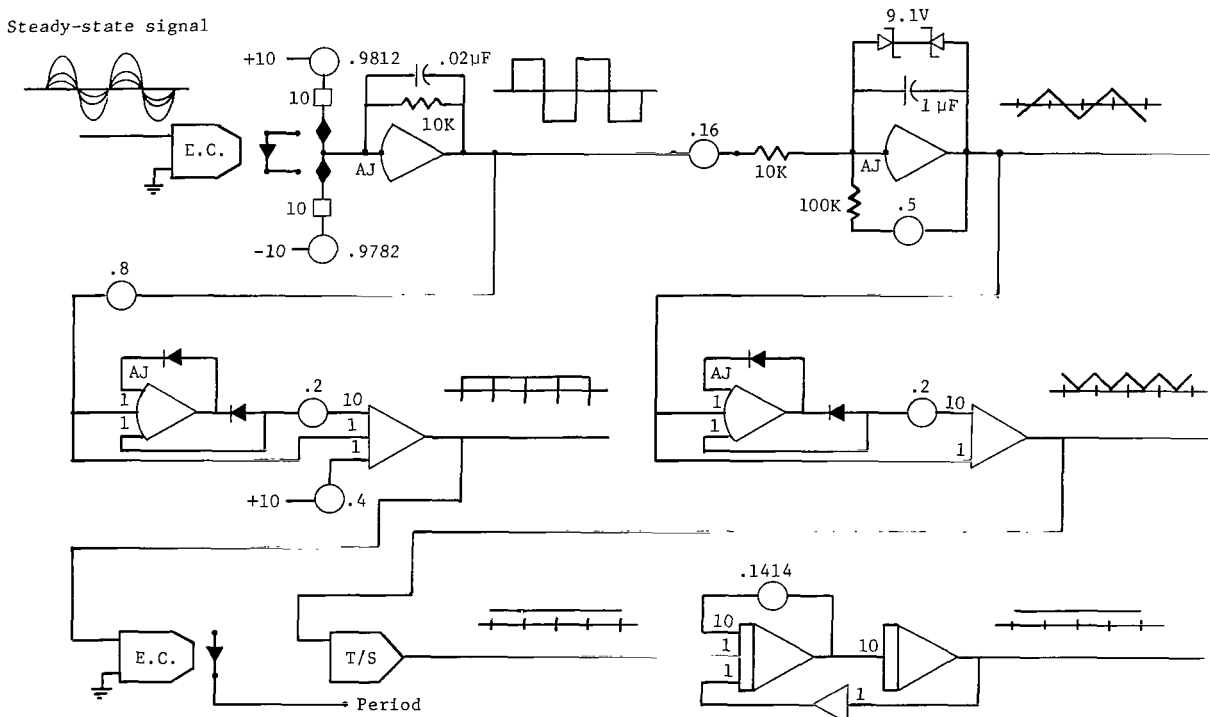 Steady-state signal
+10
.9812
10
.02μF
10K
E.C.
AJ
10
-10
.9782
.16
10K
9.1V
1 μF
AJ
100K
.5
.8
AJ
1
1
.2
10
1
1
+10
.4
AJ
1
1
.2
10
1
E.C.
Period
T/S
.1414
10
1
1
10
1